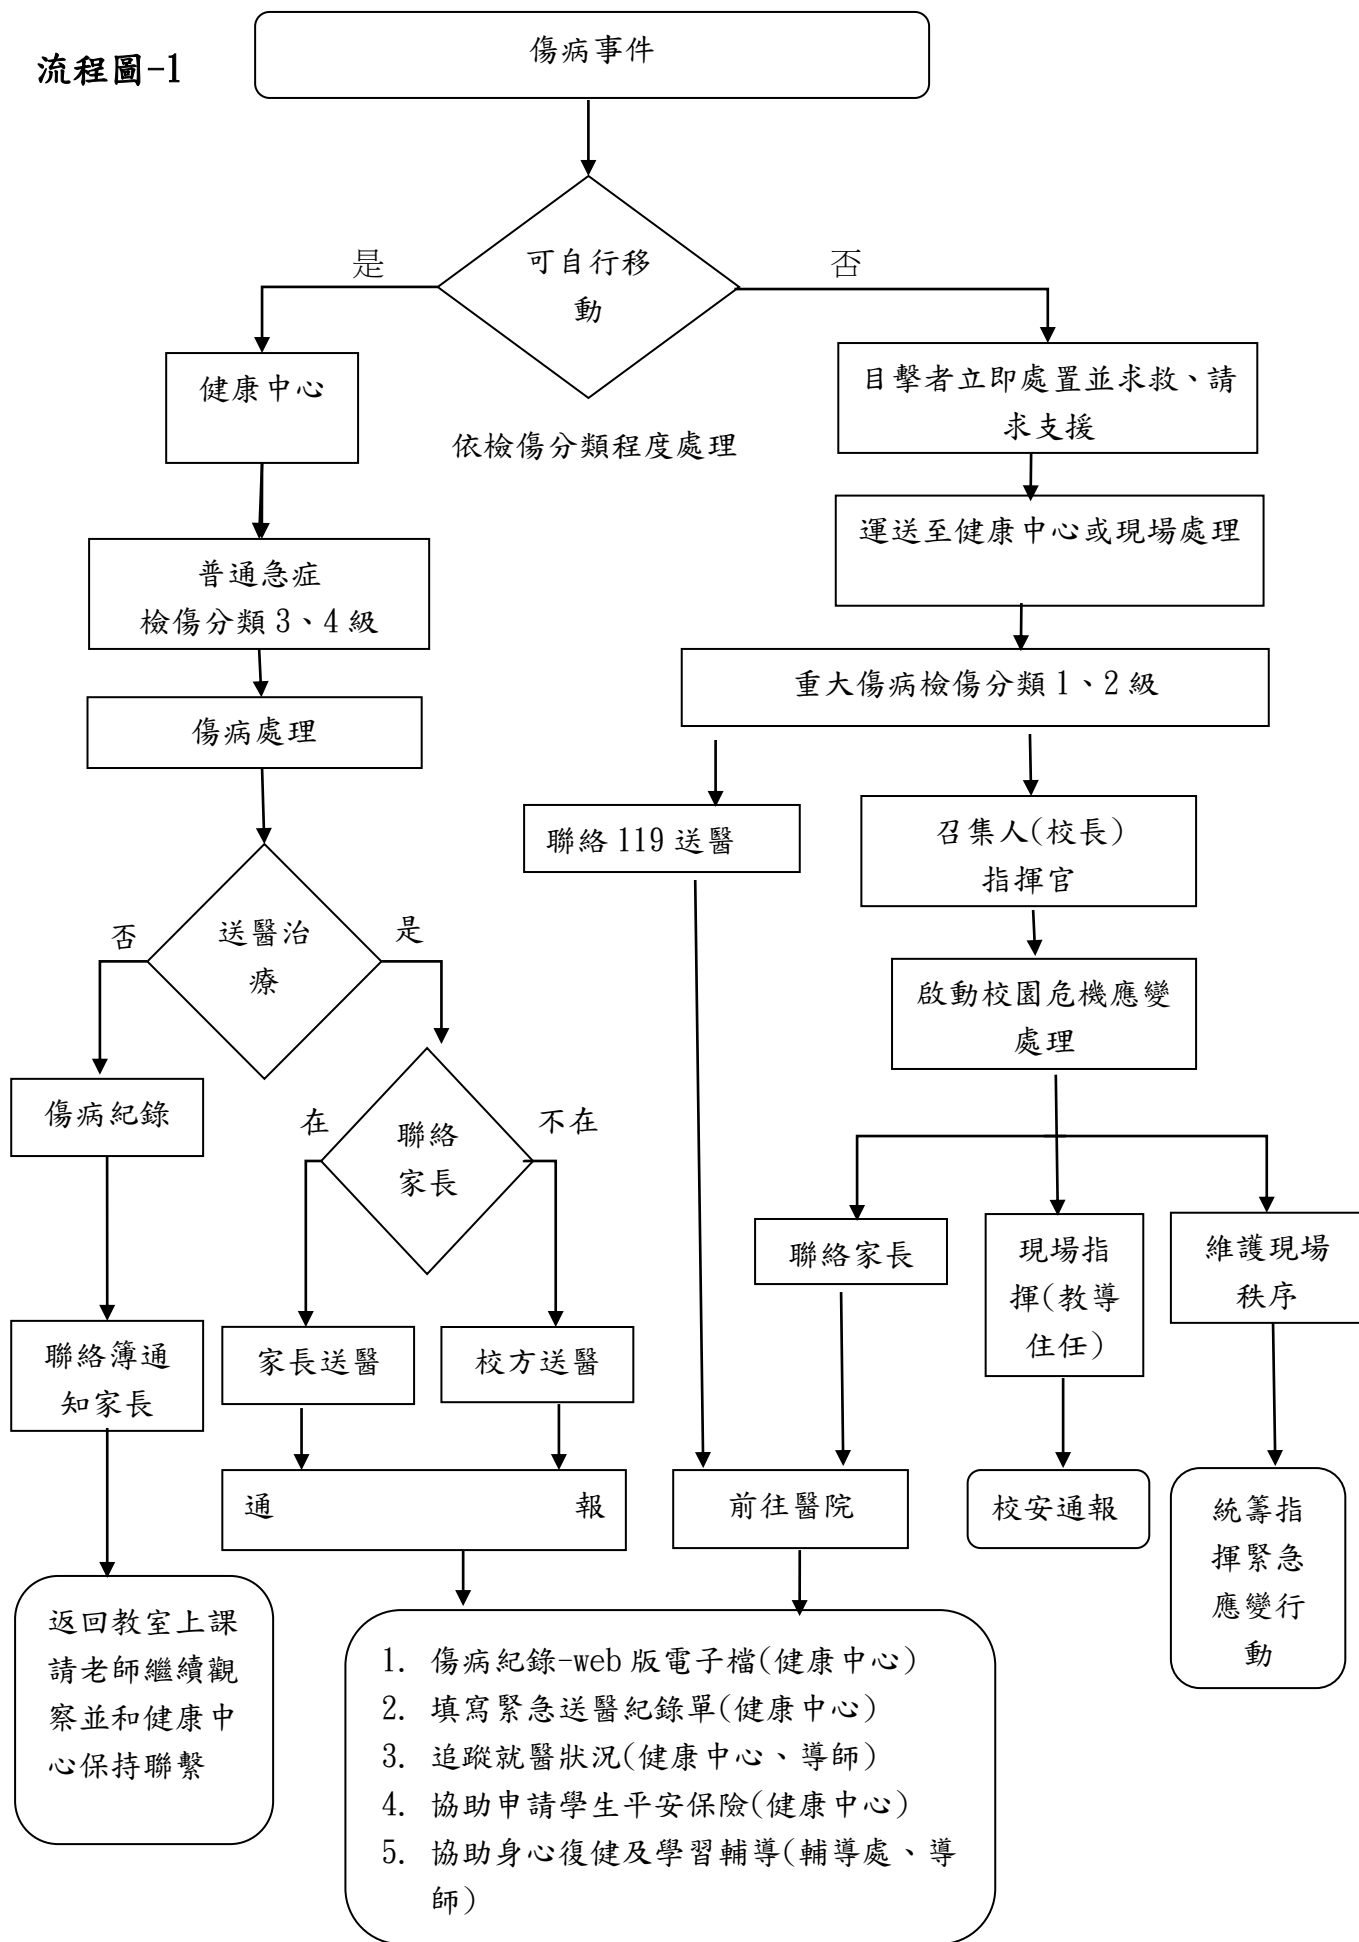 流程圖-1
傷病事件
是
可自行移
動
否
健康中心
目擊者立即處置並求救、請
求支援
依檢傷分類程度處理
運送至健康中心或現場處理
普通急症
檢傷分類 3、4 級
重大傷病檢傷分類 1、2 級
傷病處理
聯絡 119 送醫
召集人(校長)
指揮官
否
送醫治
療
是
啟動校園危機應變
處理
傷病紀錄
在
聯絡
家長
不在
聯絡家長
現場指
揮(教導
住任)
維護現場
秩序
聯絡簿通
知家長
家長送醫
校方送醫
通 報
前往醫院
校安通報
統籌指
揮緊急
應變行
動
返回教室上課
請老師繼續觀
察並和健康中
心保持聯繫
1. 傷病紀錄-web 版電子檔(健康中心)
2. 填寫緊急送醫紀錄單(健康中心)
3. 追蹤就醫狀況(健康中心、導師)
4. 協助申請學生平安保險(健康中心)
5. 協助身心復健及學習輔導(輔導處、導
師)